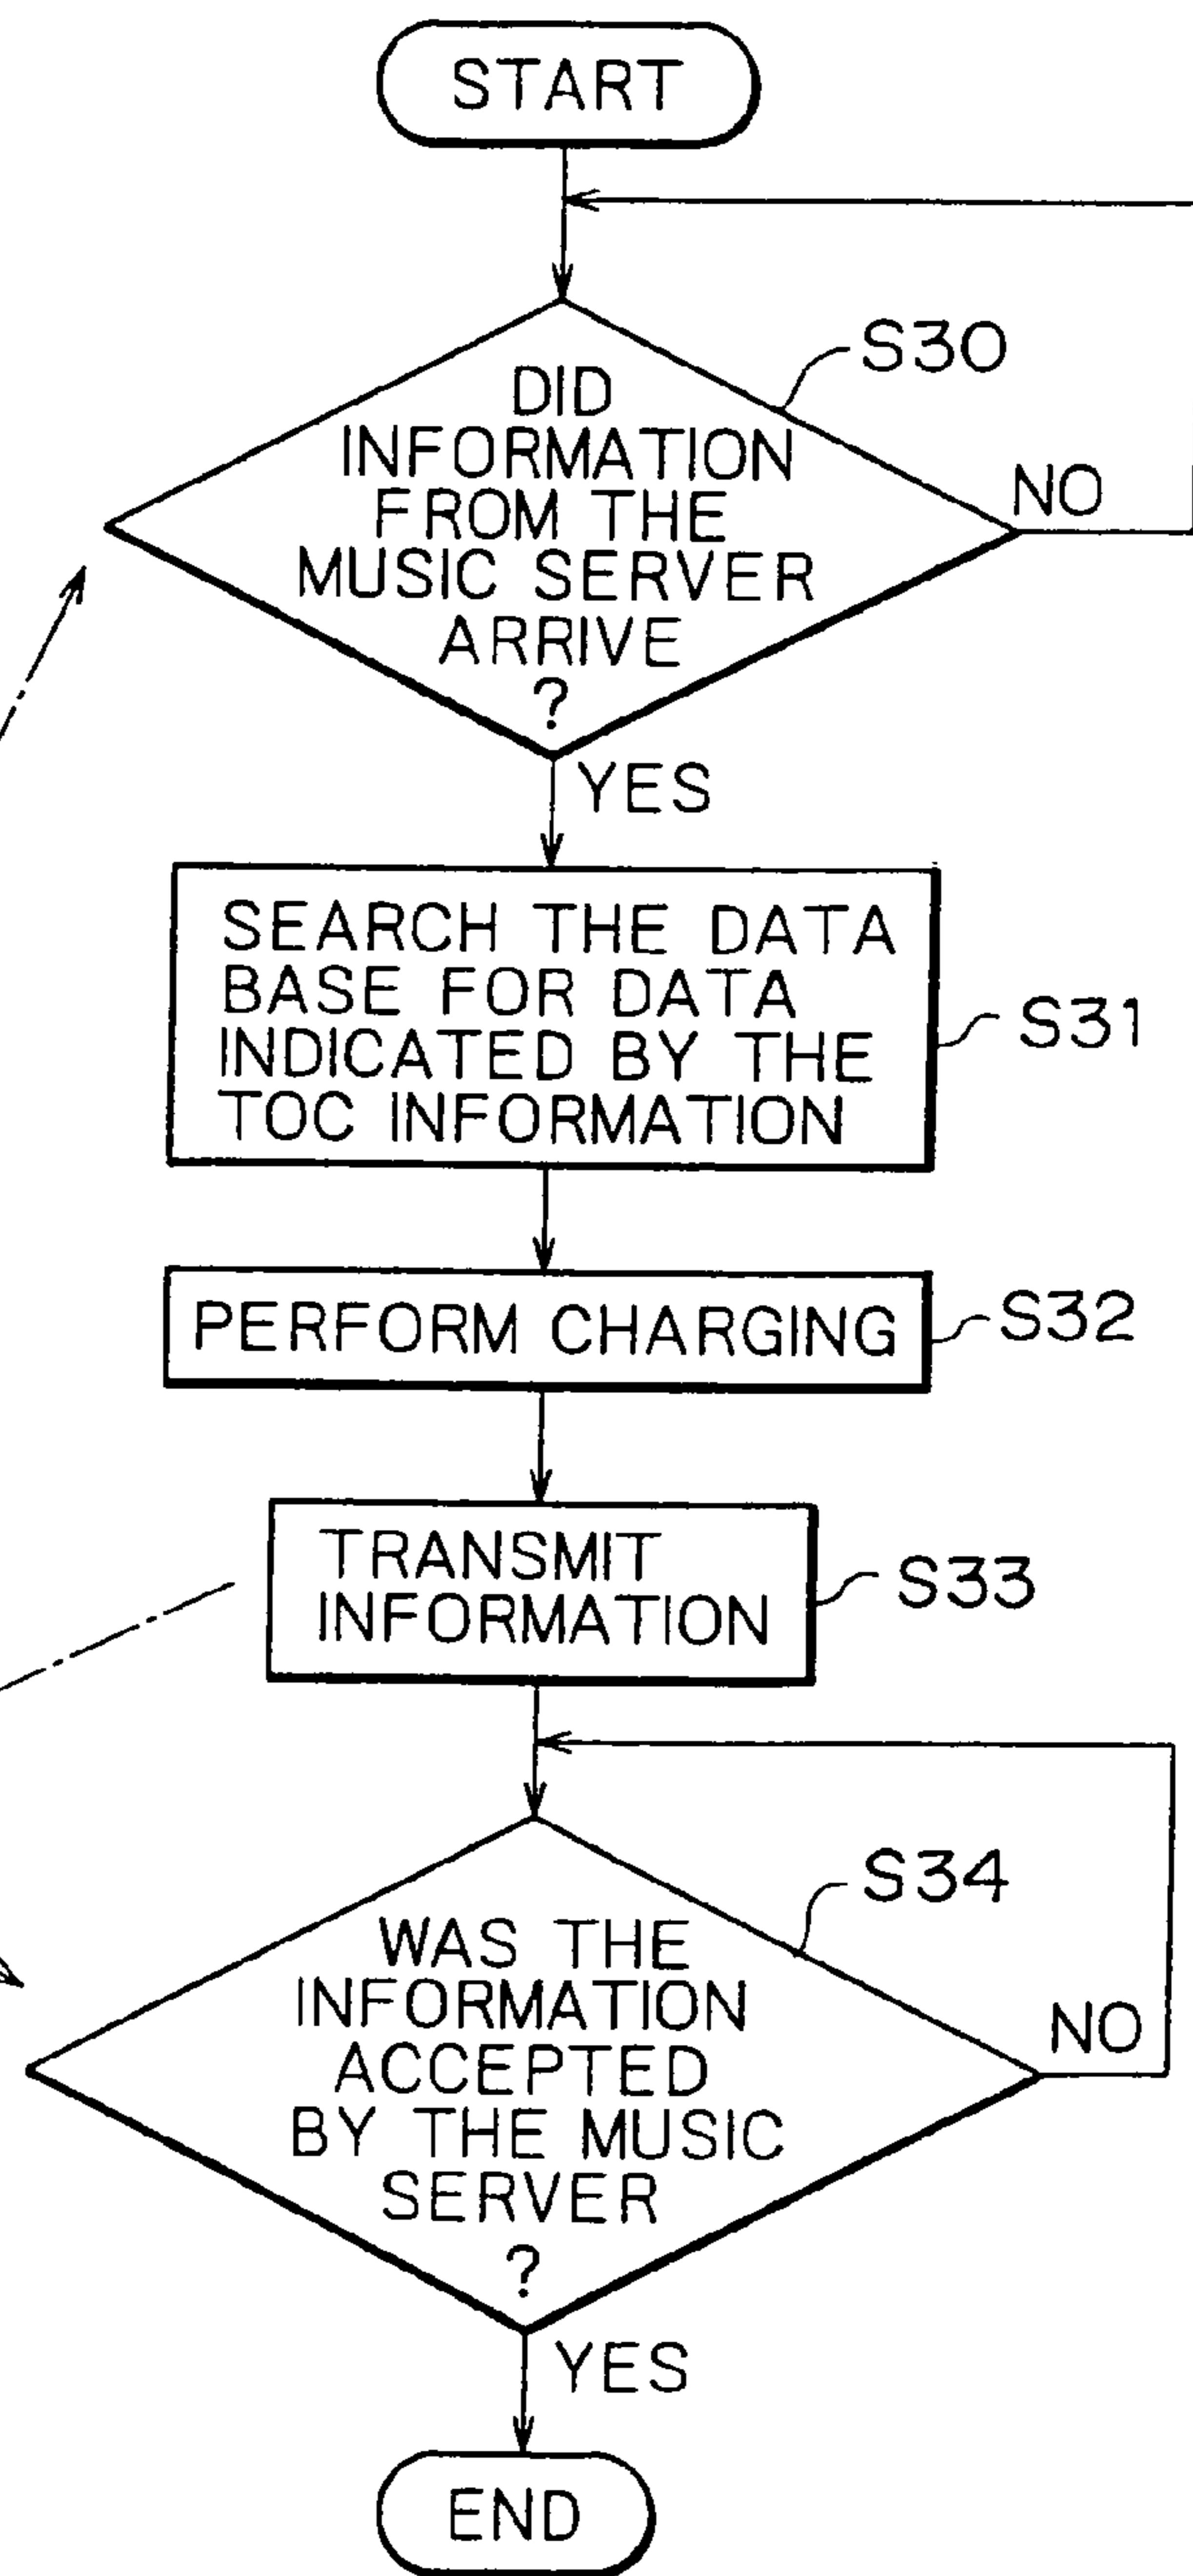 START
S30
DID
INFORMATION
FROM THE
MUSIC SERVER
ARRIVE
?
NO
YES
SEARCH THE DATA
BASE FOR DATA
INDICATED BY THE
TOC INFORMATION
S31
PERFORM CHARGING
S32
TRANSMIT
INFORMATION
S33
S34
WAS THE
INFORMATION
ACCEPTED
BY THE MUSIC
SERVER
?
NO
YES
END